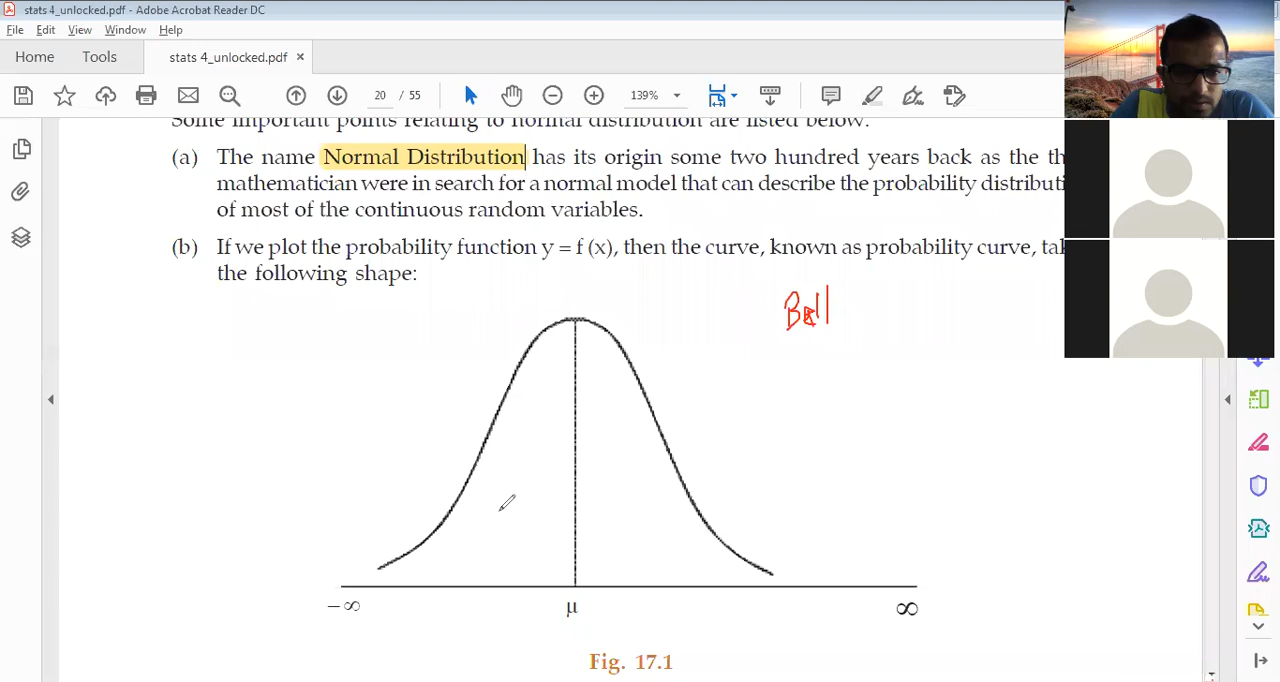 stats 4_unlocked.pdf - Adobe Acrobat Reader DC
File Edit View Window Help
Home Tools stats 4_unlocked.pdf ×
20 / 55 139%
Some important points relating to normal distribution are listed below.
(a) The name Normal Distribution has its origin some two hundred years back as the
mathematician were in search for a normal model that can describe the probability distributi
of most of the continuous random variables.
(b) If we plot the probability function y = f (x), then the curve, known as probability curve, tak
the following shape:
Bell
– ∞ μ ∞
Fig. 17.1